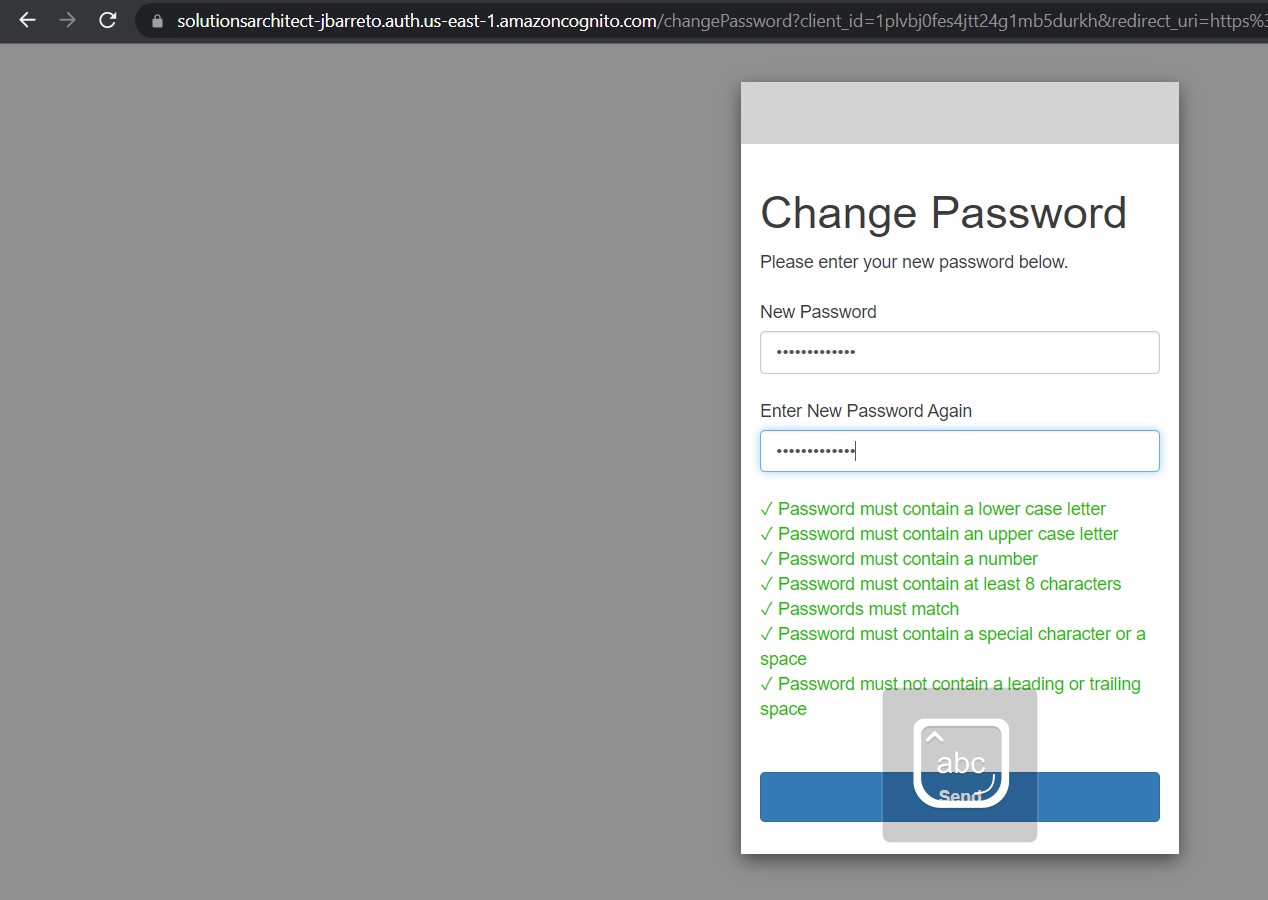 solutionsarchitect-jbarreto.auth.us-east-1.amazoncognito.com/changePassword?client_id=1plvbj0fes4jtt24g1mb5durkh&redirect_uri=https%3
Change Password
Please enter your new password below.
New Password
•••••••••••••
Enter New Password Again
•••••••••••••
✓ Password must contain a lower case letter
✓ Password must contain an upper case letter
✓ Password must contain a number
✓ Password must contain at least 8 characters
✓ Passwords must match
✓ Password must contain a special character or a
space
✓ Password must not contain a leading or trailing
space
abc
Send